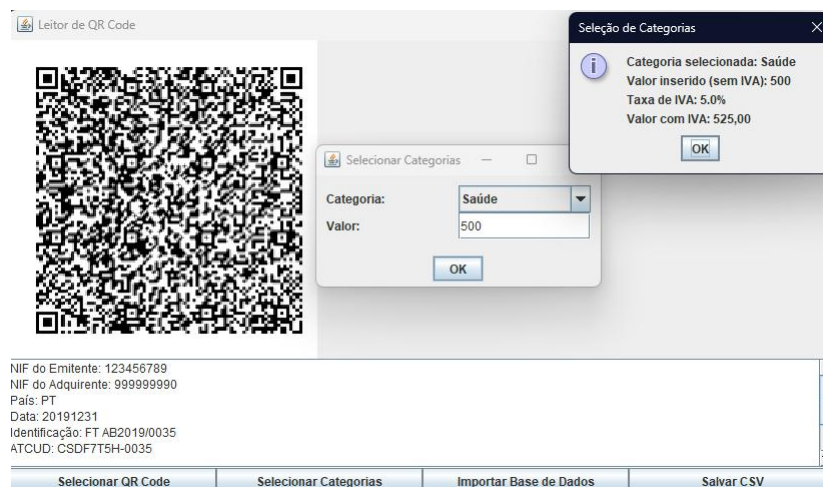 Leitor de QR Code
Seleção de Categorias
Categoria selecionada: Saúde
Valor inserido (sem IVA): 500
Taxa de IVA: 5.0%
Valor com IVA: 525,00
OK
Selecionar Categorias
Categoria: Saúde
Valor: 500
OK
NIF do Emitente: 123456789
NIF do Adquirente: 999999990
País: PT
Data: 20191231
Identificação: FT AB2019/0035
ATCUD: CSDF7T5H-0035
Selecionar QR Code Selecionar Categorias Importar Base de Dados Salvar CSV